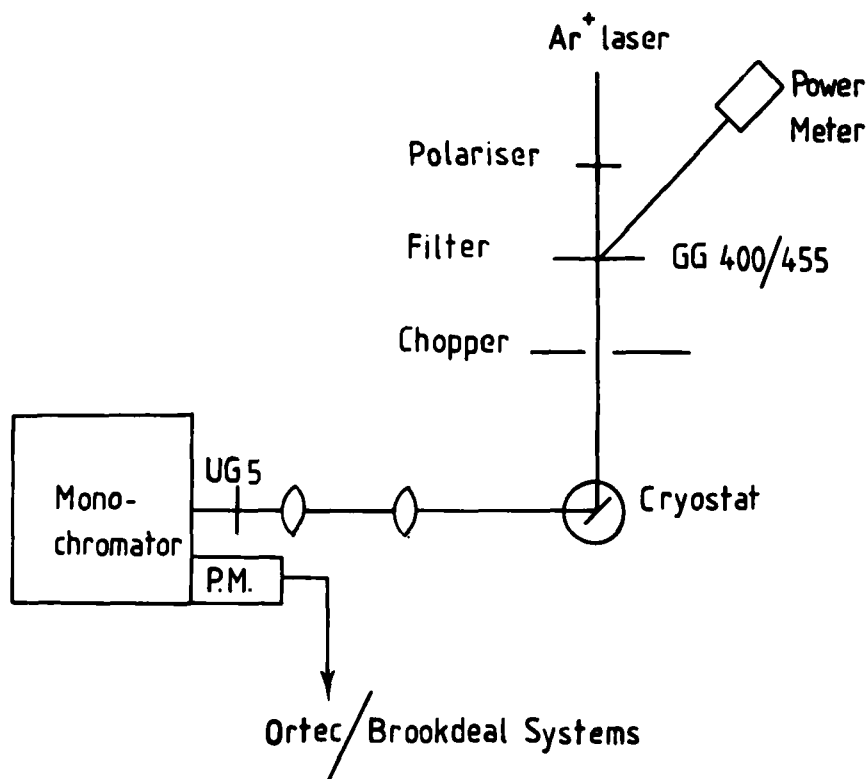 Ar+ laser
Power
Meter
Polariser
Filter
GG 400/455
Chopper
UG5
Mono-
chromator
Cryostat
P.M.
Ortec/Brookdeal Systems